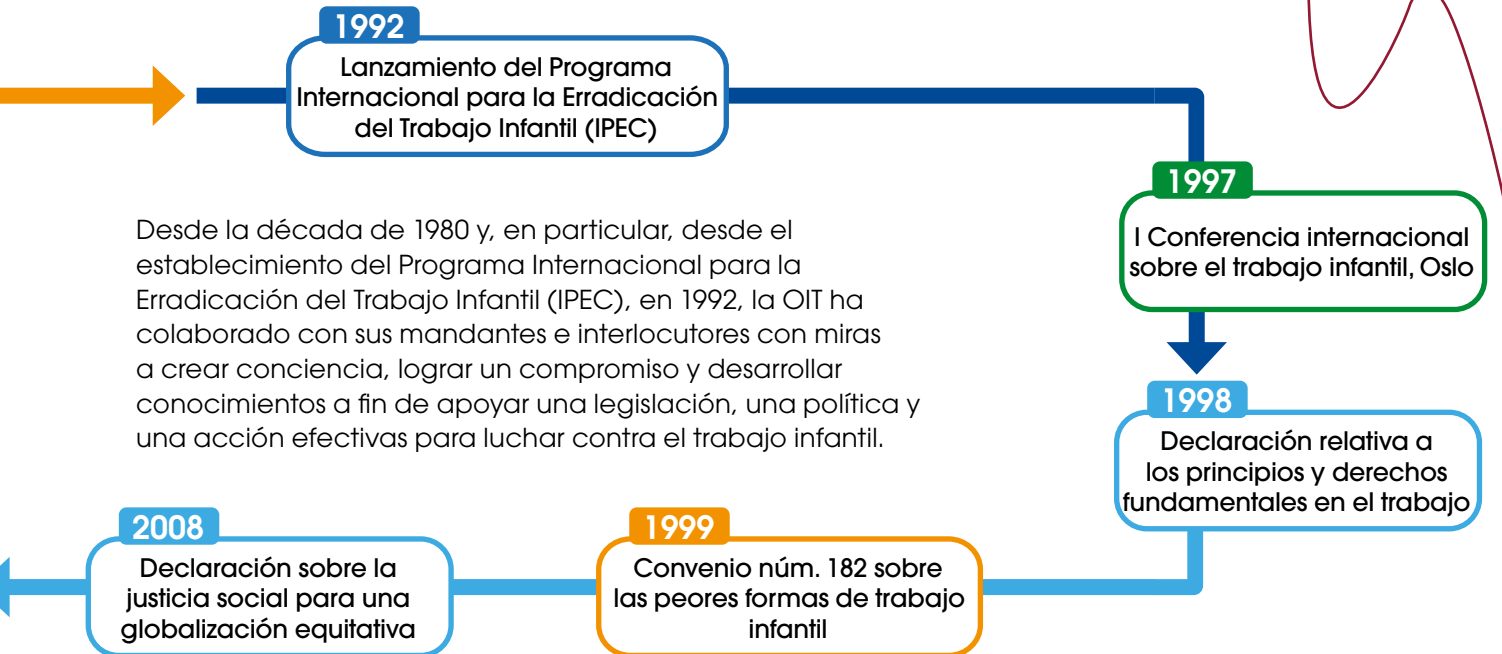 1992
Lanzamiento del Programa
Internacional para la Erradicación
del Trabajo Infantil (IPEC)
1997
I Conferencia internacional
sobre el trabajo infantil, Oslo
Desde la década de 1980 y, en particular, desde el
establecimiento del Programa Internacional para la
Erradicación del Trabajo Infantil (IPEC), en 1992, la OIT ha
colaborado con sus mandantes e interlocutores con miras
a crear conciencia, lograr un compromiso y desarrollar
conocimientos a fin de apoyar una legislación, una política y
una acción efectivas para luchar contra el trabajo infantil.
1998
Declaración relativa a
los principios y derechos
fundamentales en el trabajo
1999
Convenio núm. 182 sobre
las peores formas de trabajo
infantil
2008
Declaración sobre la
justicia social para una
globalización equitativa